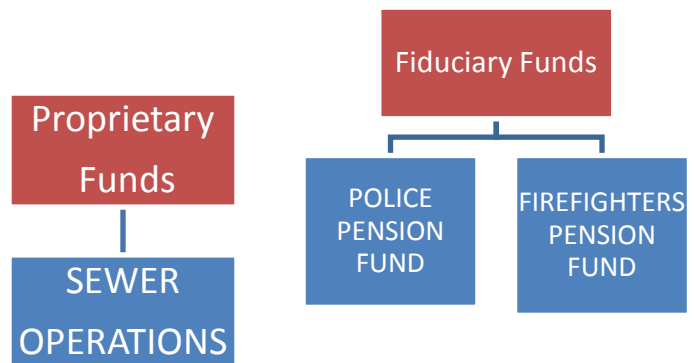 Proprietary
Funds
SEWER
OPERATIONS
Fiduciary Funds
POLICE
PENSION
FUND
FIREFIGHTERS
PENSION
FUND